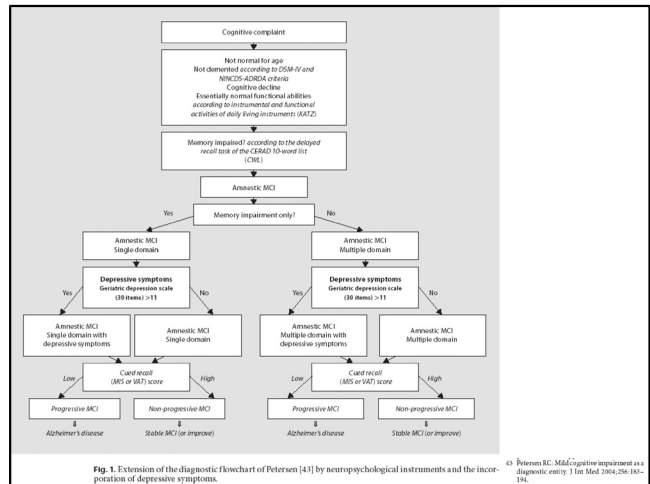 Cognitive complaint
Not normal for age
Not demented according to DSM-IV and
NINCDS-ADRDA criteria
Cognitive decline
Essentially normal functional abilities
according to instrumental and functional
activities of daily living instruments (KATZ)
Memory impaired? according to the delayed
recall task of the CERAD 10-word list
(CWL)
Amnestic MCI
Yes
Memory impairment only?
No
Amnestic MCI
Single domain
Amnestic MCI
Multiple domain
Depressive symptoms
Geriatric depression scale
(30 items) >11
Yes
No
Depressive symptoms
Geriatric depression scale
(30 items) >11
Yes
No
Amnestic MCI
Single domain with
depressive symptoms
Amnestic MCI
Single domain
Amnestic MCI
Multiple domain with
depressive symptoms
Amnestic MCI
Multiple domain
Low
Cued recall
(MIS or VAT) score
High
Low
Cued recall
(MIS or VAT) score
High
Progressive MCI
Non-progressive MCI
Progressive MCI
Non-progressive MCI
Alzheimer's disease
Stable MCI (or improve)
Alzheimer's disease
Stable MCI (or improve)
Fig. 1. Extension of the diagnostic flowchart of Petersen [43] by neuropsychological instruments and the incor-
poration of depressive symptoms.
43 Petersen RC: Mild cognitive impairment as a
diagnostic entity. J Int Med 2004;256:183–
194.